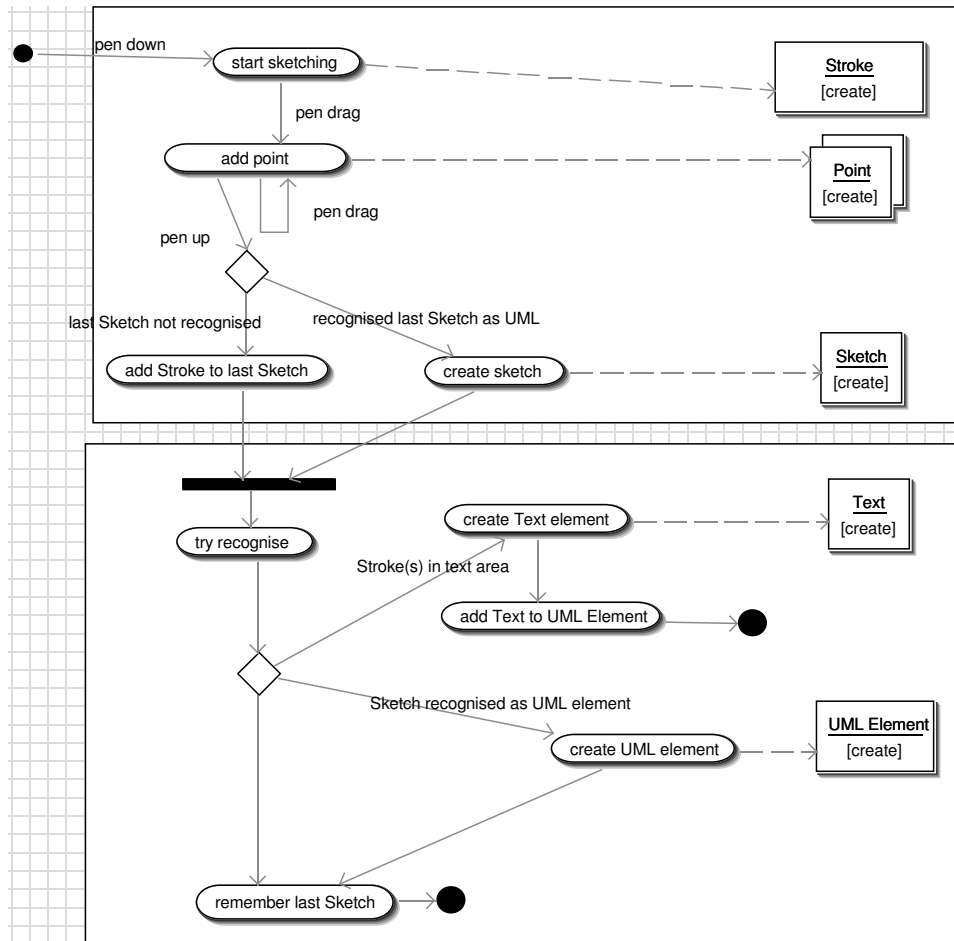 pen down
start sketching
Stroke
[create]
pen drag
add point
Point
[create]
pen drag
pen up
last Sketch not recognised
recognised last Sketch as UML
add Stroke to last Sketch
create sketch
Sketch
[create]
create Text element
Text
[create]
try recognise
Stroke(s) in text area
add Text to UML Element
Sketch recognised as UML element
create UML element
UML Element
[create]
remember last Sketch